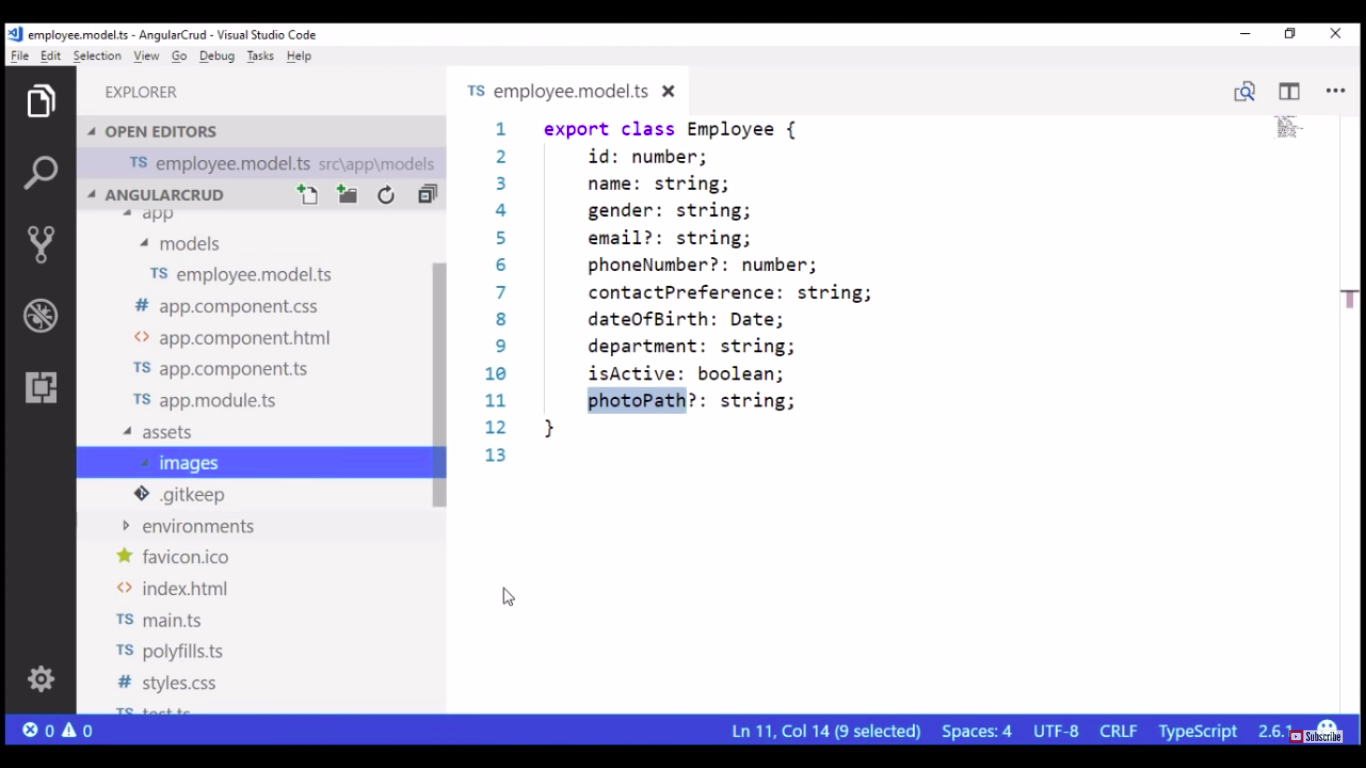 employee.model.ts - AngularCrud - Visual Studio Code
File Edit Selection View Go Debug Tasks Help
EXPLORER
OPEN EDITORS
TS employee.model.ts src\app\models
ANGULARCRUD
app
models
TS employee.model.ts
# app.component.css
<> app.component.html
TS app.component.ts
TS app.module.ts
assets
images
.gitkeep
environments
favicon.ico
<> index.html
TS main.ts
TS polyfills.ts
# styles.css
TS test.ts
TS employee.model.ts
1 export class Employee {
2 id: number;
3 name: string;
4 gender: string;
5 email?: string;
6 phoneNumber?: number;
7 contactPreference: string;
8 dateOfBirth: Date;
9 department: string;
10 isActive: boolean;
11 photoPath?: string;
12 }
13
0 0 Ln 11, Col 14 (9 selected) Spaces: 4 UTF-8 CRLF TypeScript 2.6.1
Subscribe